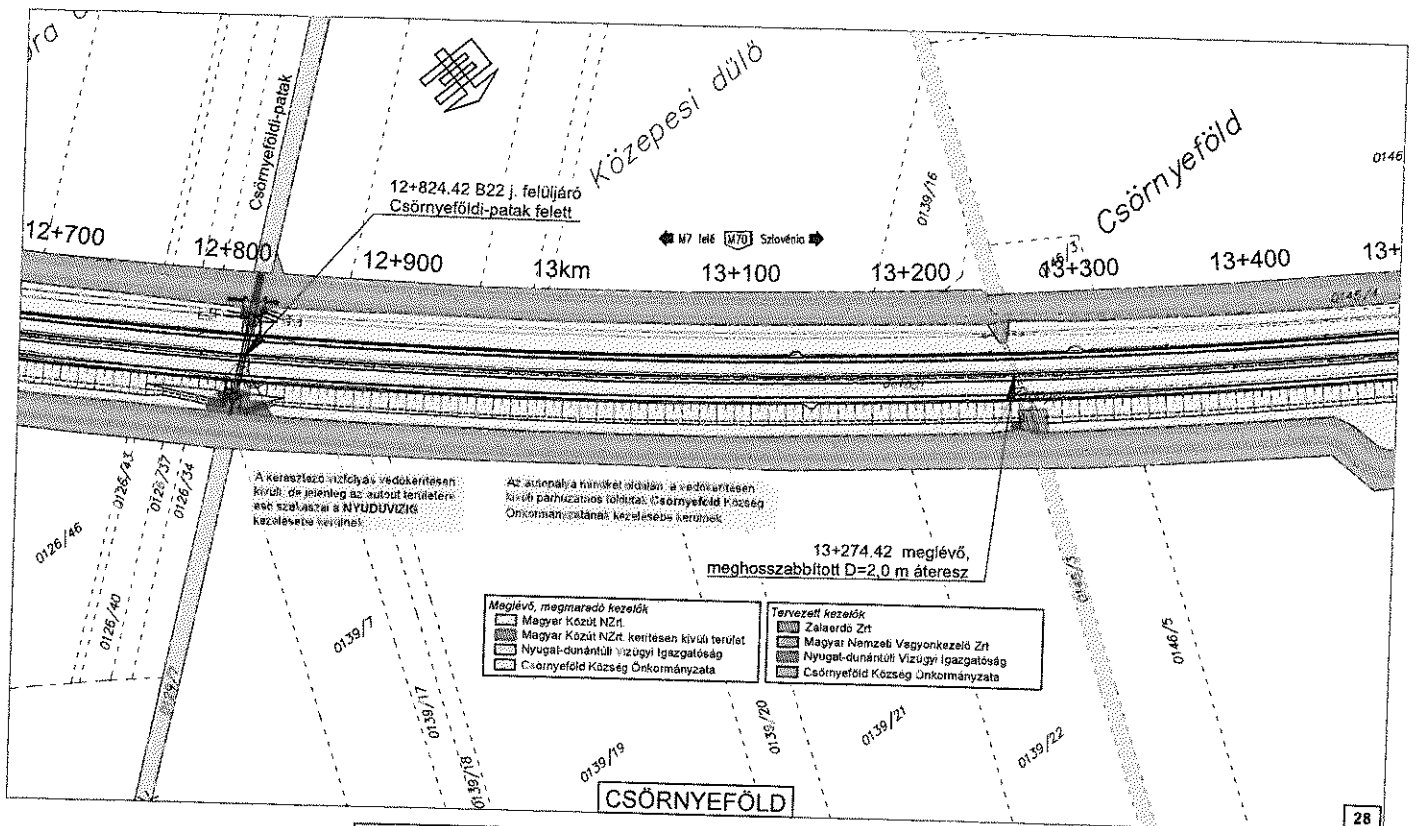 Csörnyeföldi-patak
Közepesi dűlő
Csörnyeföld
12+824.42 B22 j. felüljáró
Csörnyeföldi-patak felett
0139/16
0146
0146/3
M7 felé M70 Szlovénia
12+700
12+800
12+900
13km
13+100
13+200
13+300
13+400
13+
A keresztező vízfolyás védőkerítésen
kívüli, de jelenleg az autóút területére
eső szakaszai a NYUDUVIZIG
kezelésébe kerülnek
Az autópálya mindkét oldalán, a védőkerítésen
kívüli párhuzamos földutak Csörnyeföld Község
Önkormányzatának kezelésébe kerülnek
13+274.42 meglévő,
meghosszabbított D=2,0 m áteresz
0126/46
0126/43
0126/37
0126/34
0126/40
0139/7
0139/17
0139/18
0139/19
0139/20
0139/21
0139/22
0146/5
Meglévő, megmaradó kezelők
Magyar Közút NZrt.
Magyar Közút NZrt. kerítésen kívüli terület
Nyugat-dunántúli Vízügyi Igazgatóság
Csörnyeföld Község Önkormányzata
Tervezett kezelők
Zalaerdő Zrt
Magyar Nemzeti Vagyonkezelő Zrt
Nyugat-dunántúli Vízügyi Igazgatóság
Csörnyeföld Község Önkormányzata
CSÖRNYEFÖLD
28